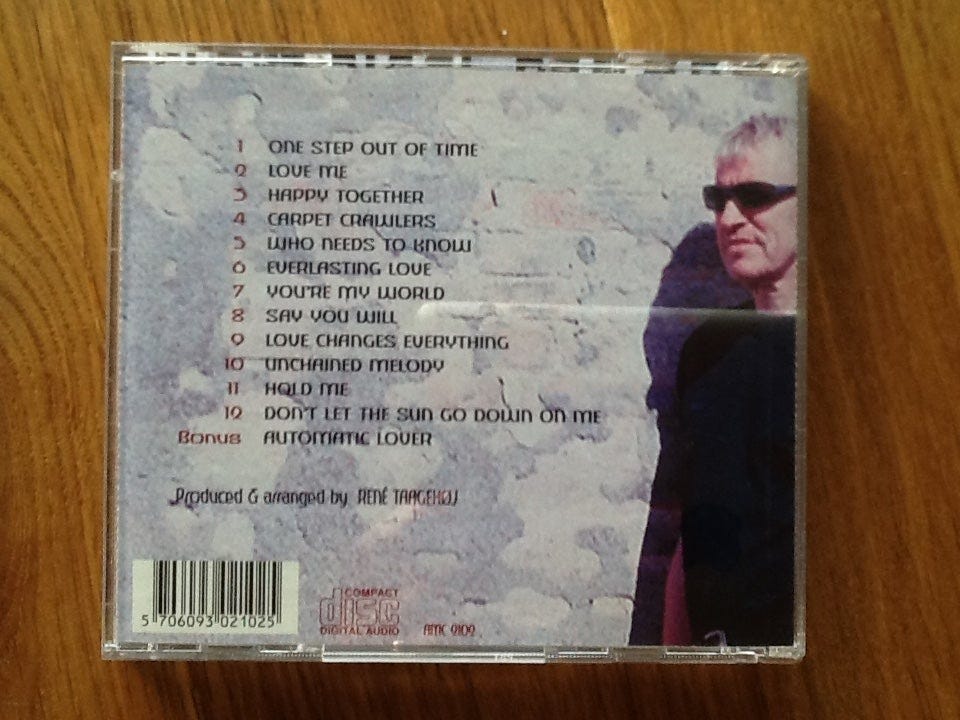 1 ONE STEP OUT OF TIME
2 LOVE ME
3 HAPPY TOGETHER
4 CARPET CRAWLERS
5 WHO NEEDS TO KNOW
6 EVERLASTING LOVE
7 YOU'RE MY WORLD
8 SAY YOU WILL
9 LOVE CHANGES EVERYTHING
10 UNCHAINED MELODY
11 HOLD ME
12 DON'T LET THE SUN GO DOWN ON ME
Bonus AUTOMATIC LOVER
Produced & arranged by RENÉ TAAGEKØJ
COMPACT
disc
DIGITAL AUDIO
AMC 2102
5 706093 021025